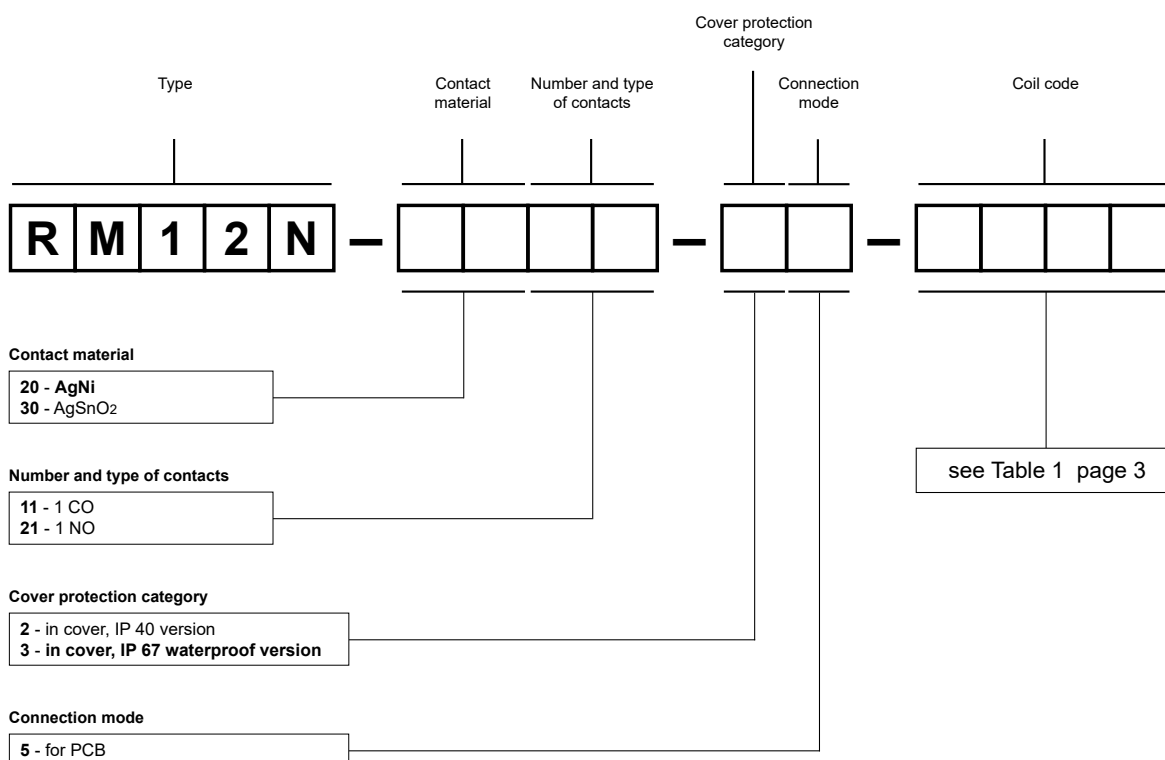 Cover protection
category
Type
Contact
material
Number and type
of contacts
Connection
mode
Coil code
R M 1 2 N – – –
Contact material
20 - AgNi
30 - AgSnO2
Number and type of contacts
11 - 1 CO
21 - 1 NO
see Table 1 page 3
Cover protection category
2 - in cover, IP 40 version
3 - in cover, IP 67 waterproof version
Connection mode
5 - for PCB